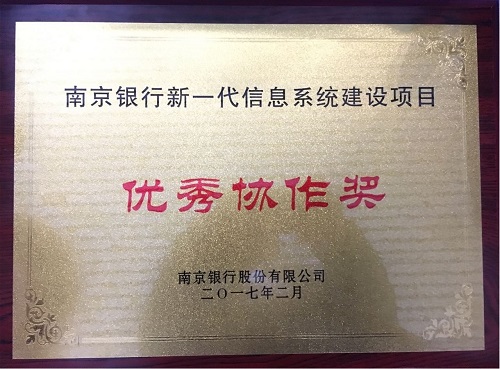 南京银行新一代信息系统建设项目
优秀协作奖
南京银行股份有限公司
二〇一七年二月